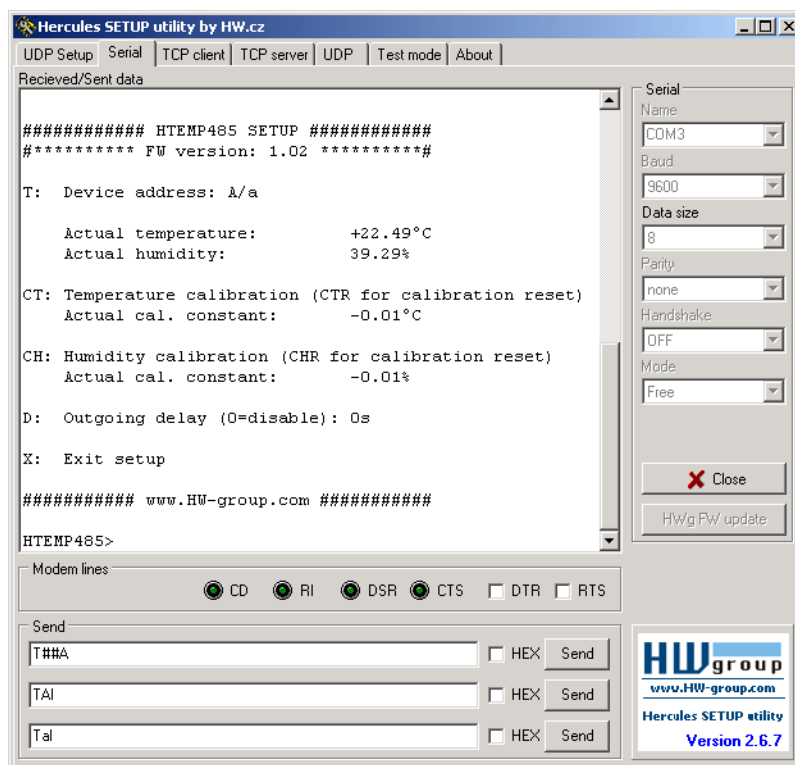 Hercules SETUP utility by HW.cz
UDP Setup Serial TCP client TCP server UDP Test mode About
Recieved/Sent data
############ HTEMP485 SETUP ############
#********** FW version: 1.02 **********#
T: Device address: A/a
Actual temperature: +22.49°C
Actual humidity: 39.29%
CT: Temperature calibration (CTR for calibration reset)
Actual cal. constant: -0.01°C
CH: Humidity calibration (CHR for calibration reset)
Actual cal. constant: -0.01%
D: Outgoing delay (0=disable): 0s
X: Exit setup
########### www.HW-group.com ###########
HTEMP485>
Serial
Name
COM3
Baud
9600
Data size
8
Parity
none
Handshake
OFF
Mode
Free
Close
HWg FW update
Modem lines
CD RI DSR CTS DTR RTS
Send
T##A HEX Send
TAI HEX Send
TaI HEX Send
HW group
www.HW-group.com
Hercules SETUP utility
Version 2.6.7